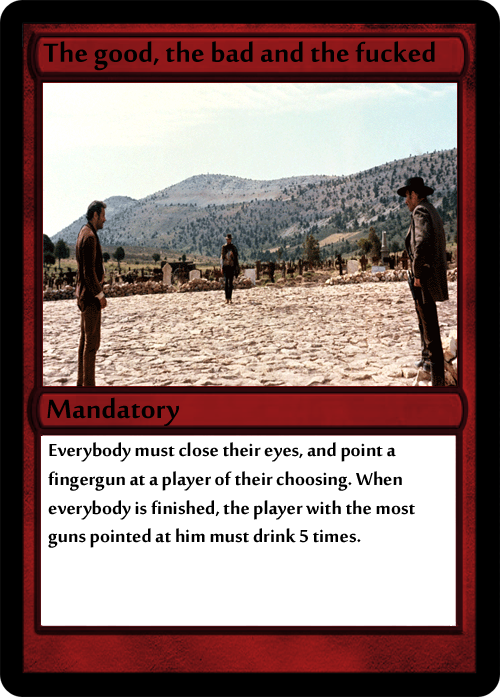 The good, the bad and the fucked
Mandatory
Everybody must close their eyes, and point a
fingergun at a player of their choosing. When
everybody is finished, the player with the most
guns pointed at him must drink 5 times.